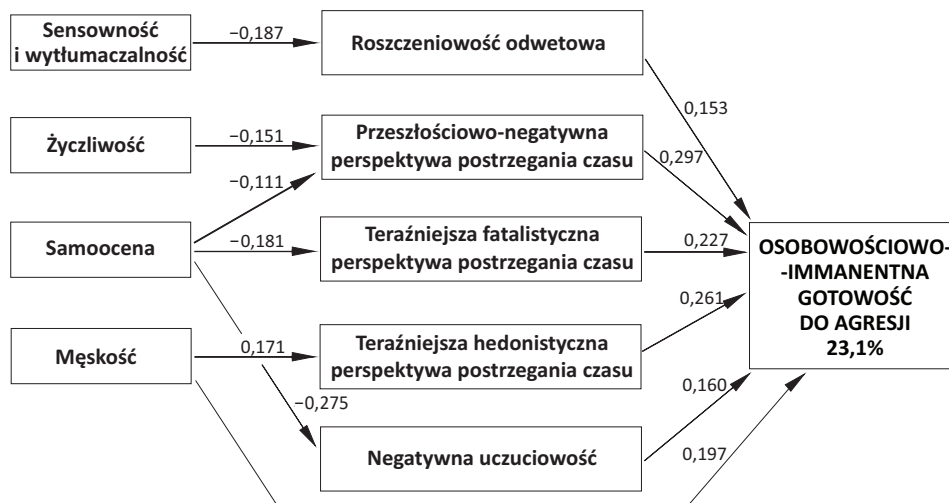 Sensowność
i wytłumaczalność
−0,187
Roszczeniowość odwetowa
0,153
Życzliwość
−0,151
Przeszłościowo-negatywna
perspektywa postrzegania czasu
0,297
−0,111
Samoocena
−0,181
Teraźniejsza fatalistyczna
perspektywa postrzegania czasu
0,227
OSOBOWOŚCIOWO-
-IMMANENTNA
GOTOWOŚĆ
DO AGRESJI
23,1%
0,261
Męskość
0,171
Teraźniejsza hedonistyczna
perspektywa postrzegania czasu
−0,275
0,160
Negatywna uczuciowość
0,197